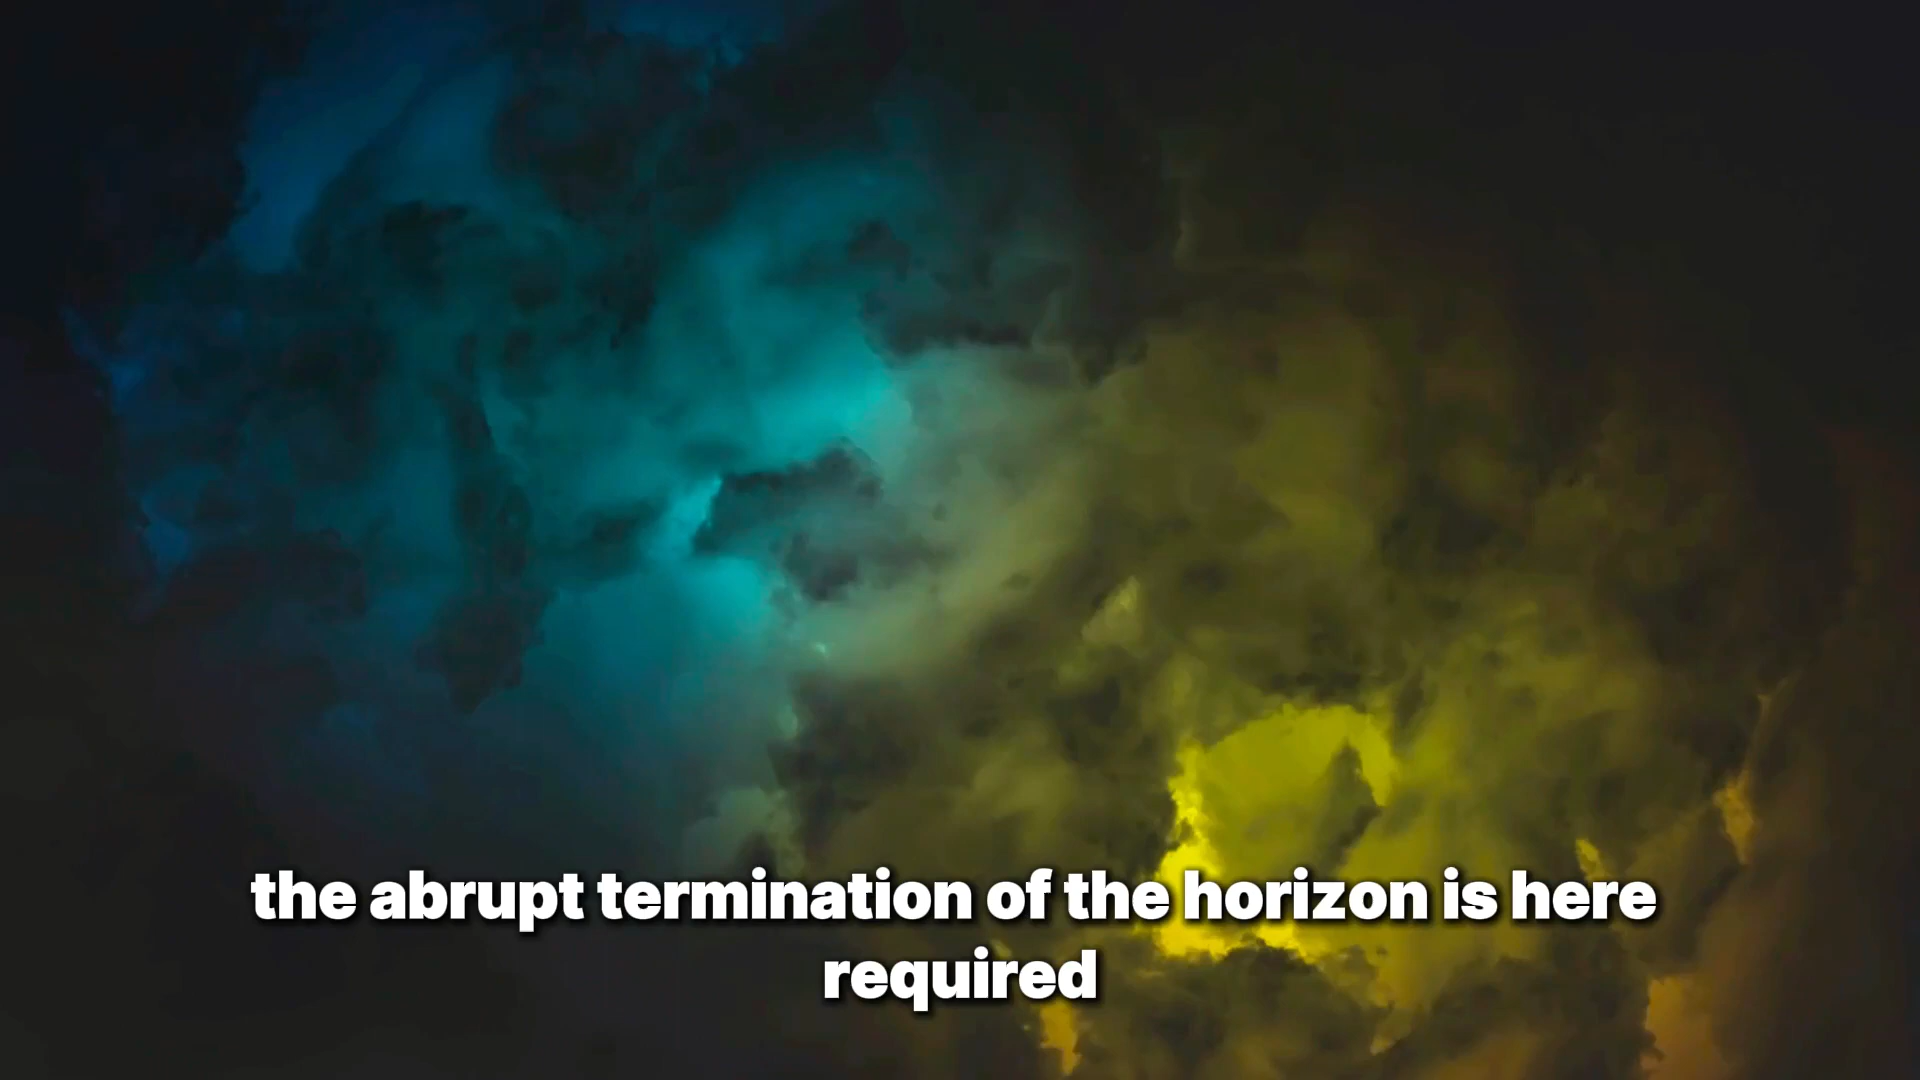 the abrupt termination of the horizon is here
required